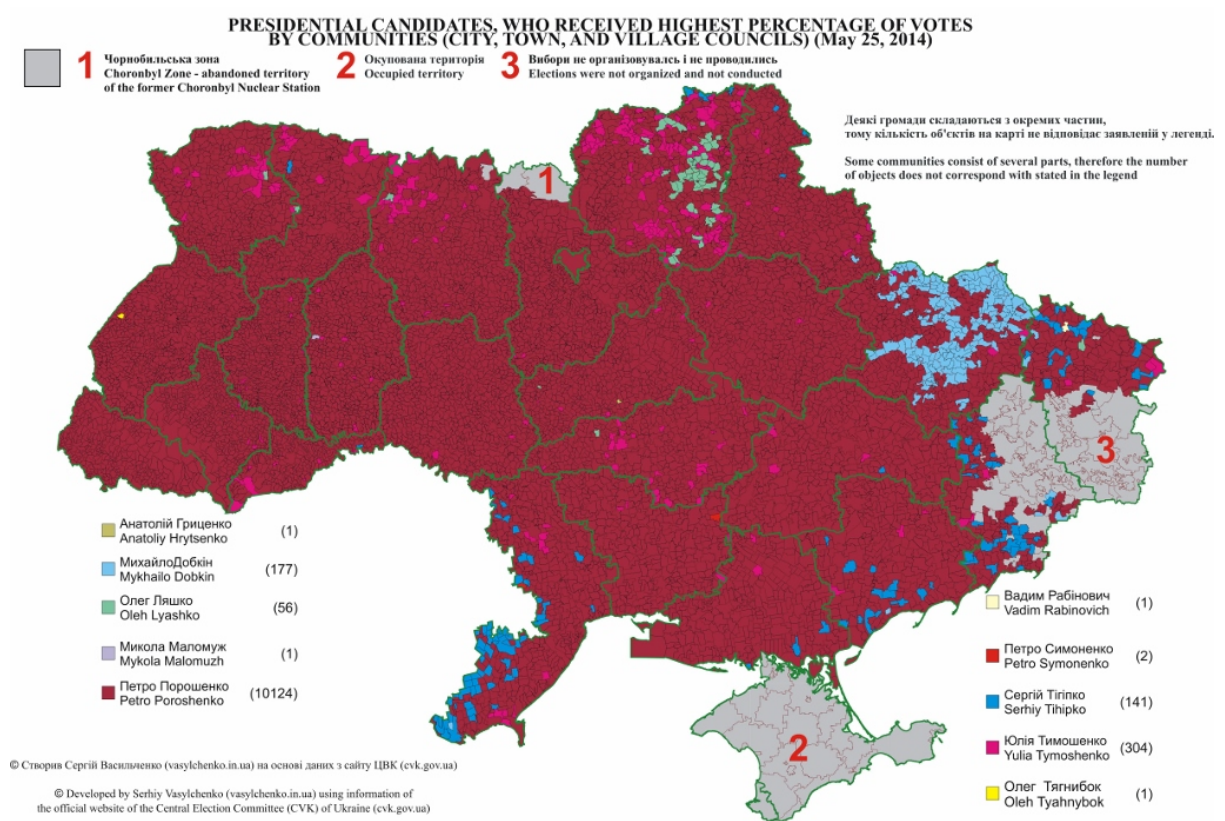 PRESIDENTIAL CANDIDATES, WHO RECEIVED HIGHEST PERCENTAGE OF VOTES
BY COMMUNITIES (CITY, TOWN, AND VILLAGE COUNCILS) (May 25, 2014)
1
Чорнобильська зона
Choronbyl Zone - abandoned territory
of the former Choronbyl Nuclear Station
2
Окупована територія
Occupied territory
3
Вибори не організовувалсь і не проводились
Elections were not organized and not conducted
Деякі громади складаються з окремих частин,
тому кількість об'єктів на карті не відповідає заявленій у легенді.
Some communities consist of several parts, therefore the number
of objects does not correspond with stated in the legend
1
3
2
Анатолій Гриценко
Anatoliy Hrytsenko (1)
МихайлоДобкін
Mykhailo Dobkin (177)
Олег Ляшко
Oleh Lyashko (56)
Микола Маломуж
Mykola Malomuzh (1)
Петро Порошенко
Petro Poroshenko (10124)
Вадим Рабінович
Vadim Rabinovich (1)
Петро Симоненко
Petro Symonenko (2)
Сергій Тігіпко
Serhiy Tihipko (141)
Юлія Тимошенко
Yulia Tymoshenko (304)
Олег Тягнибок
Oleh Tyahnybok (1)
© Створив Сергій Васильченко (vasylchenko.in.ua) на основі даних з сайту ЦВК (cvk.gov.ua)
© Developed by Serhiy Vasylchenko (vasylchenko.in.ua) using information of
the official website of the Central Election Committee (CVK) of Ukraine (cvk.gov.ua)